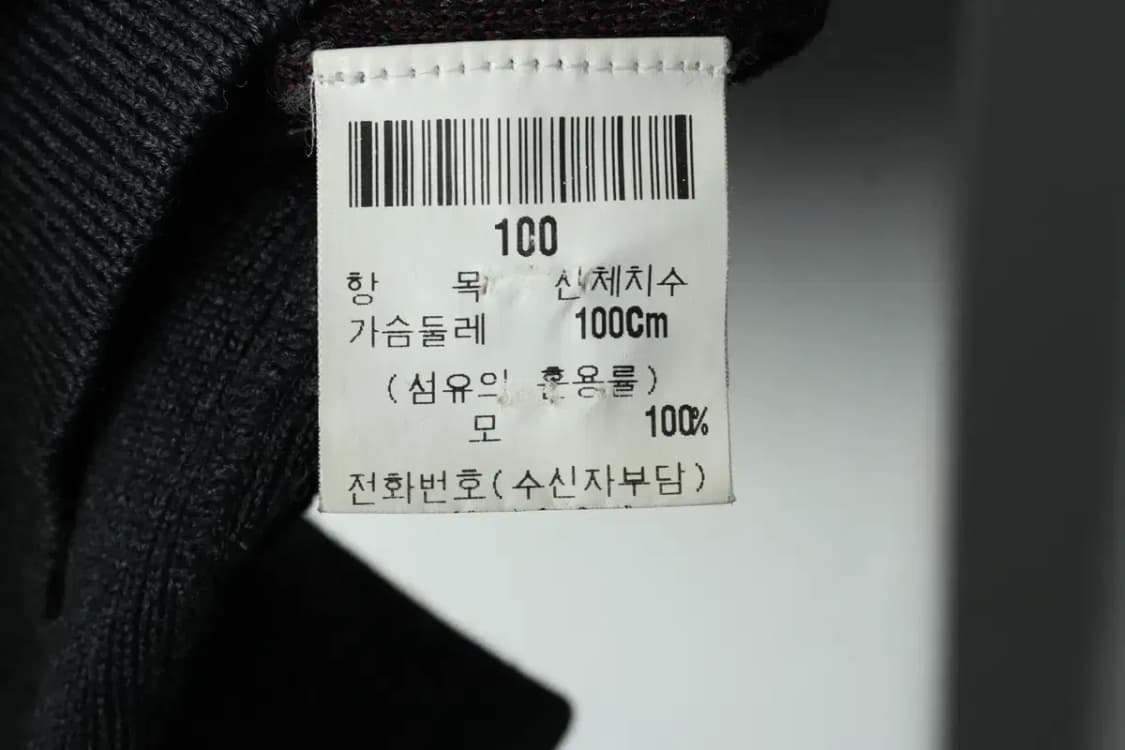 100
항 목 신체치수
가슴둘레 100Cm
(섬유의 혼용률)
모 100%
전화번호(수신자부담)